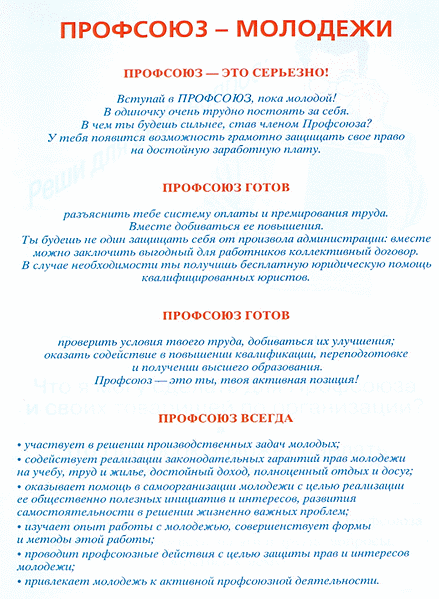 ПРОФСОЮЗ – МОЛОДЕЖИ
ПРОФСОЮЗ — ЭТО СЕРЬЕЗНО!
Вступай в ПРОФСОЮЗ, пока молодой!
В одиночку очень трудно постоять за себя.
В чем ты будешь сильнее, став членом Профсоюза?
У тебя появится возможность грамотно защищать свое право
на достойную заработную плату.
ПРОФСОЮЗ ГОТОВ
разъяснить тебе систему оплаты и премирования труда.
Вместе добиваться ее повышения.
Ты будешь не один защищать себя от произвола администрации: вместе
можно заключить выгодный для работников коллективный договор.
В случае необходимости ты получишь бесплатную юридическую помощь
квалифицированных юристов.
ПРОФСОЮЗ ГОТОВ
проверить условия твоего труда, добиваться их улучшения;
оказать содействие в повышении квалификации, переподготовке
и получении высшего образования.
Профсоюз — это ты, твоя активная позиция!
ПРОФСОЮЗ ВСЕГДА
• участвует в решении производственных задач молодых;
• содействует реализации законодательных гарантий прав молодежи
на учебу, труд и жилье, достойный доход, полноценный отдых и досуг;
• оказывает помощь в самоорганизации молодежи с целью реализации
ее общественно полезных инициатив и интересов, развития
самостоятельности в решении жизненно важных проблем;
• изучает опыт работы с молодежью, совершенствует формы
и методы этой работы;
• проводит профсоюзные действия с целью защиты прав и интересов
молодежи;
• привлекает молодежь к активной профсоюзной деятельности.